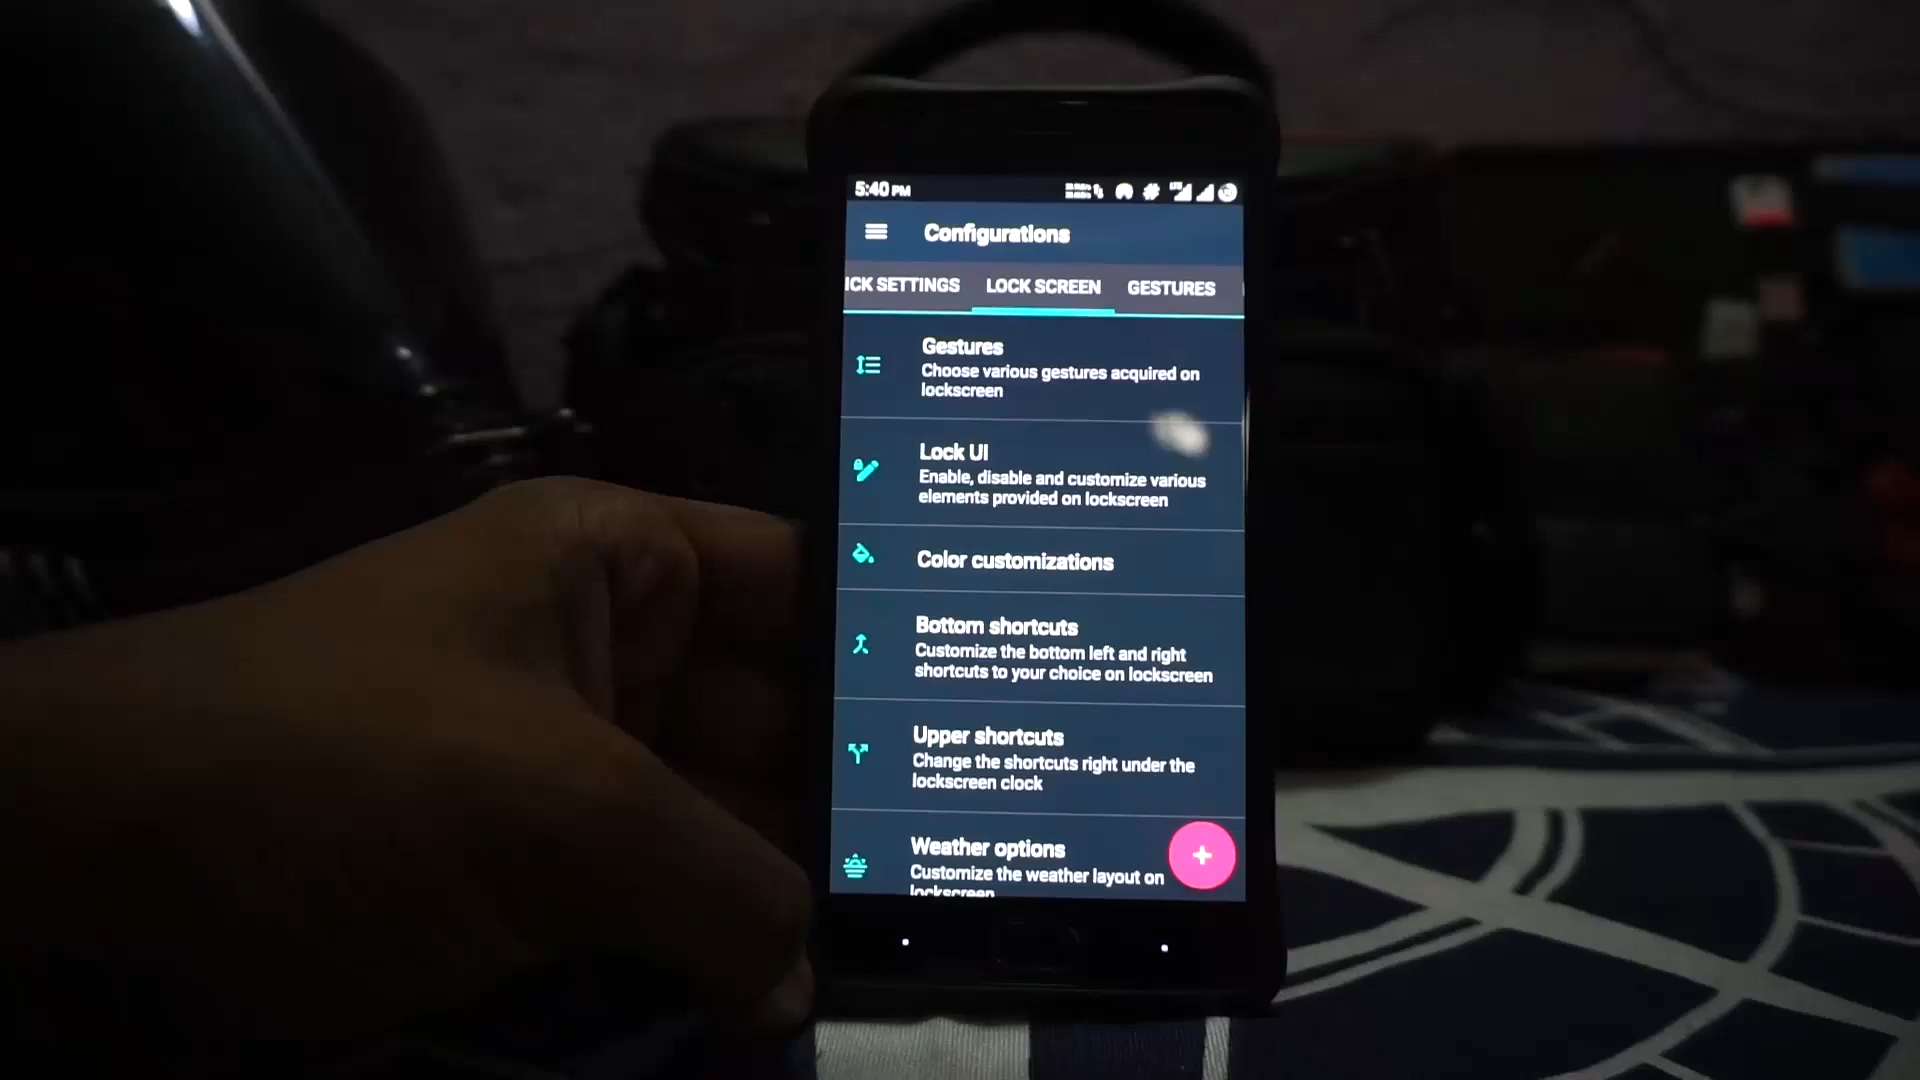 5:40 PM
Configurations
ICK SETTINGS LOCK SCREEN GESTURES
Gestures
Choose various gestures acquired on
lockscreen
Lock UI
Enable, disable and customize various
elements provided on lockscreen
Color customizations
Bottom shortcuts
Customize the bottom left and right
shortcuts to your choice on lockscreen
Upper shortcuts
Change the shortcuts right under the
lockscreen clock
Weather options
+
Customize the weather layout on
lockscreen